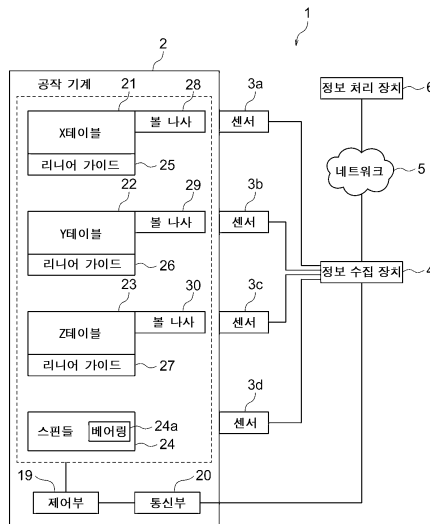 1
2
공작 기계
21
28
3a
6
X테이블
볼 나사
센서
정보 처리 장치
리니어 가이드
25
네트워크
5
22
29
3b
Y테이블
볼 나사
센서
리니어 가이드
26
정보 수집 장치
4
23
30
3c
Z테이블
볼 나사
센서
리니어 가이드
27
3d
스핀들
베어링
24a
센서
24
19
20
제어부
통신부